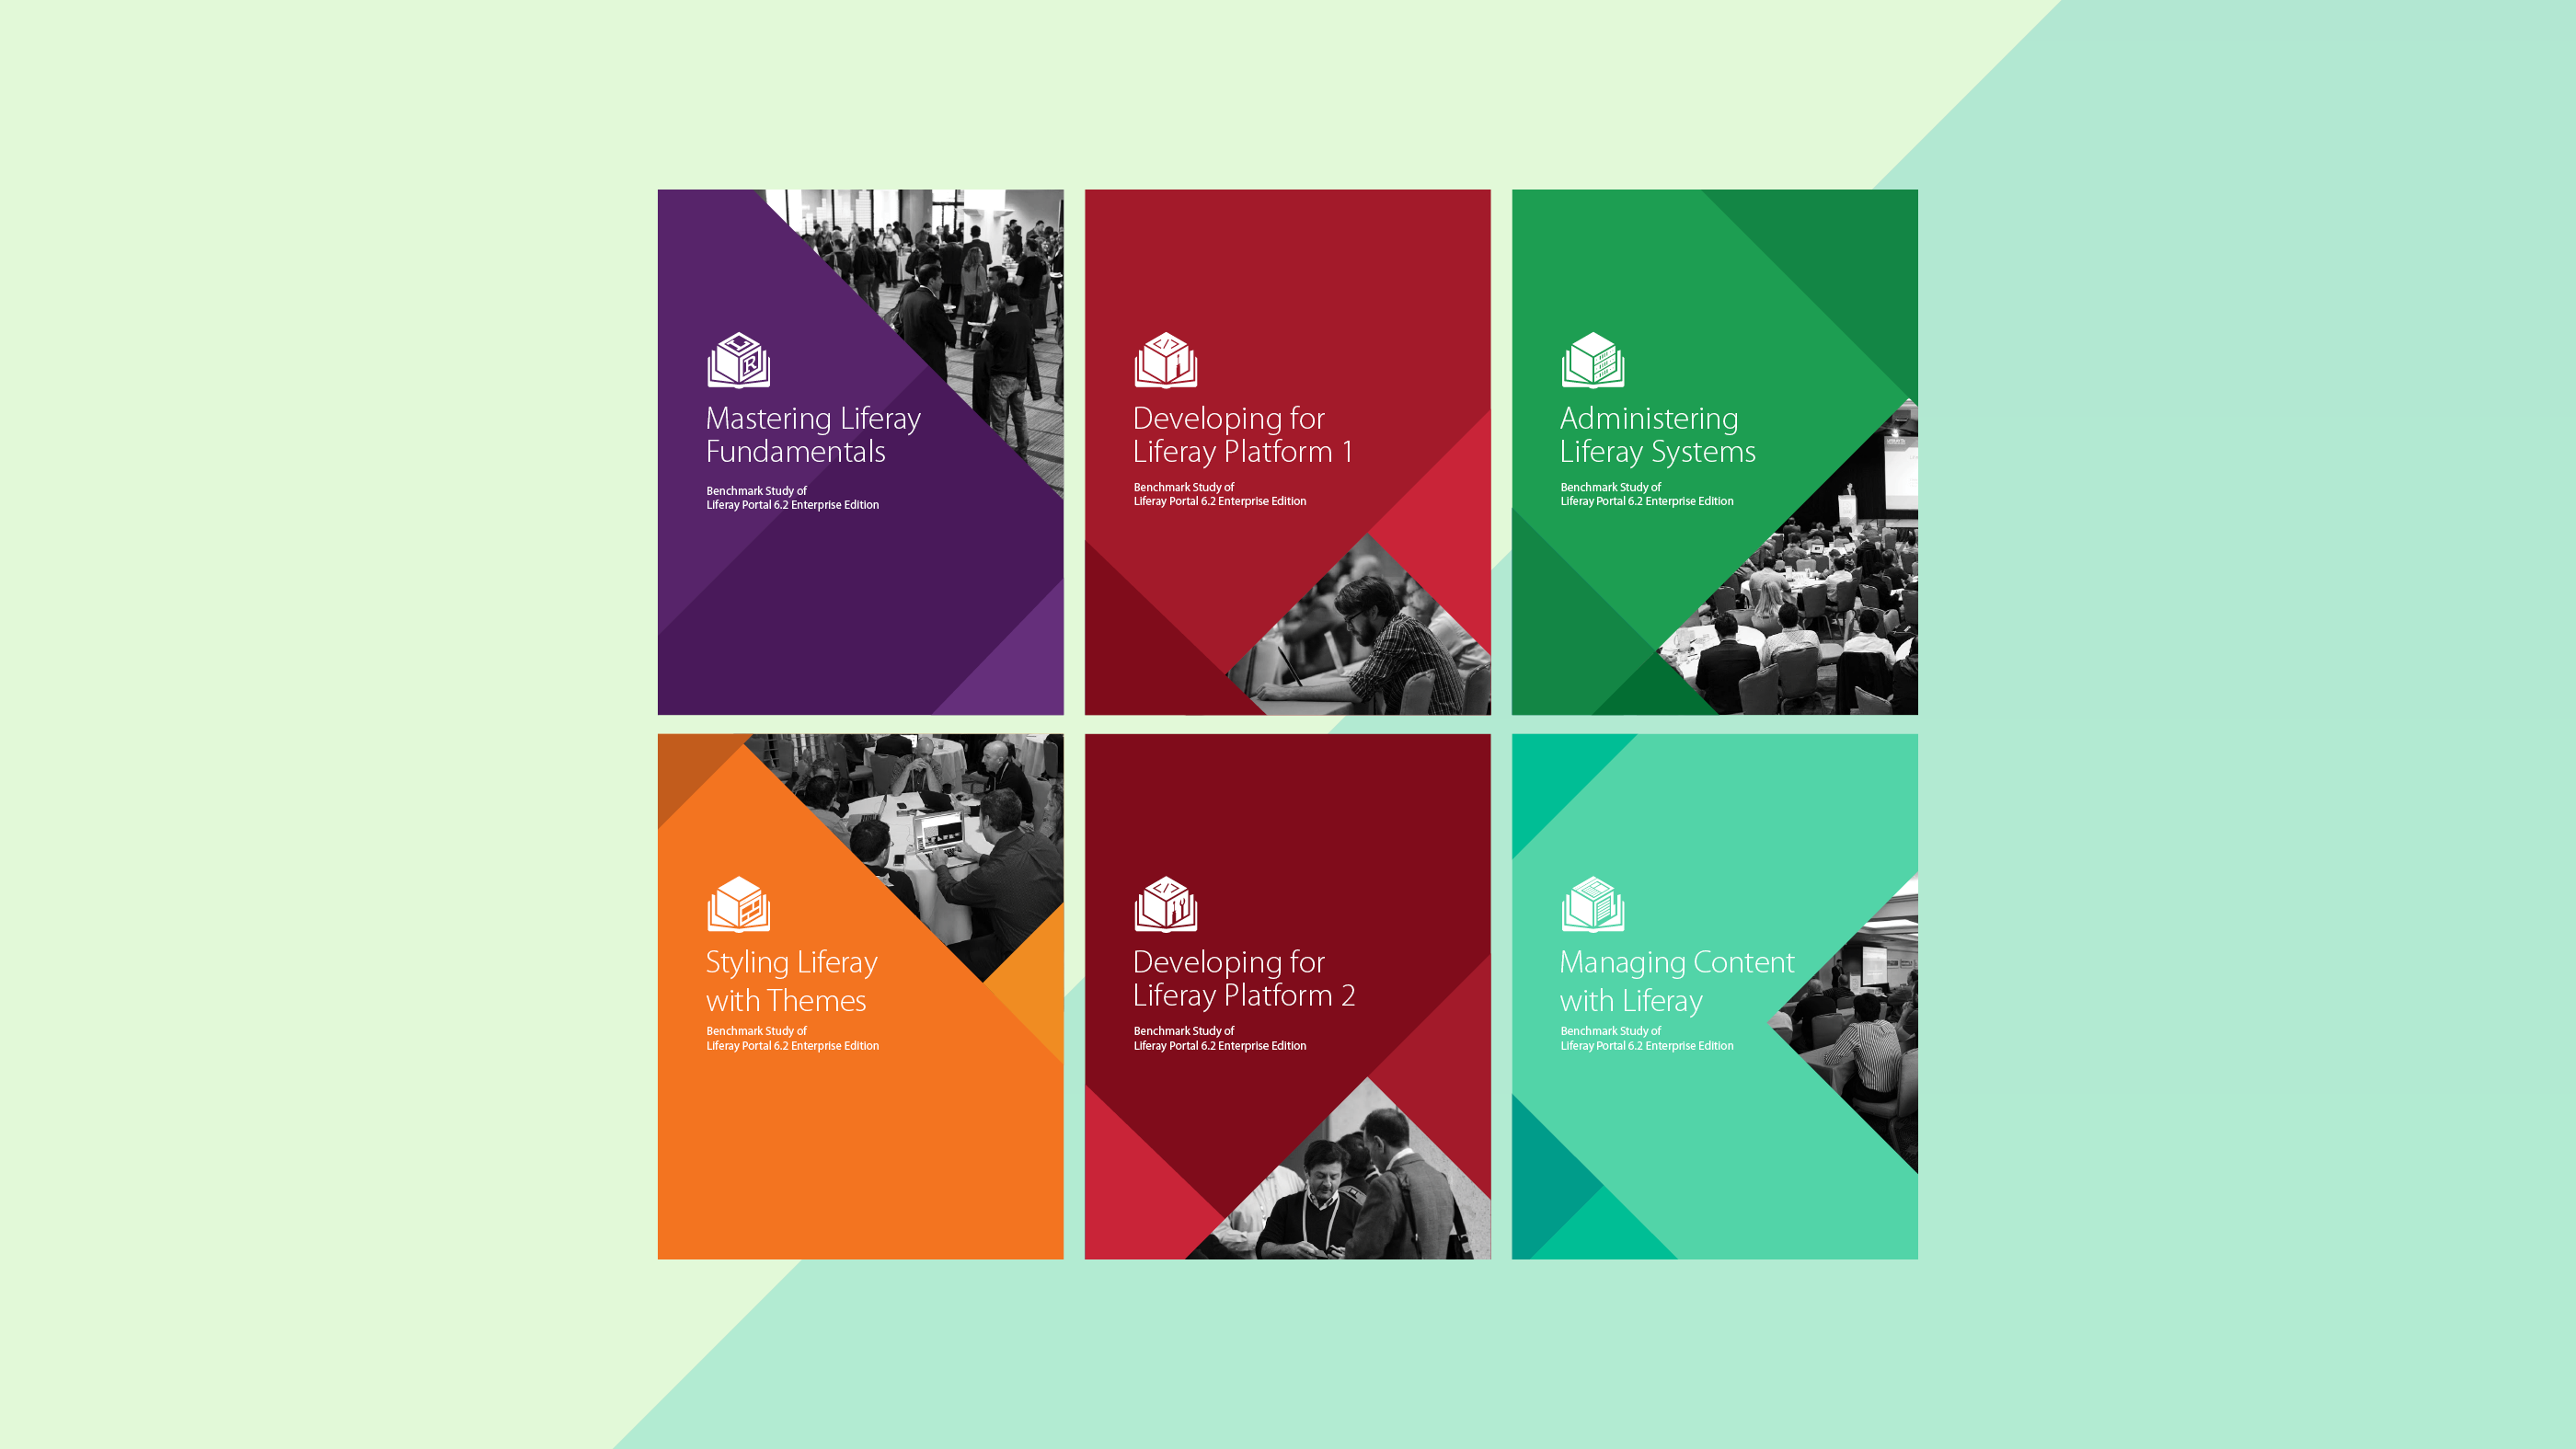 Mastering Liferay
Fundamentals
Benchmark Study of
Liferay Portal 6.2 Enterprise Edition
Developing for
Liferay Platform 1
Benchmark Study of
Liferay Portal 6.2 Enterprise Edition
Administering
Liferay Systems
Benchmark Study of
Liferay Portal 6.2 Enterprise Edition
Styling Liferay
with Themes
Benchmark Study of
Liferay Portal 6.2 Enterprise Edition
Developing for
Liferay Platform 2
Benchmark Study of
Liferay Portal 6.2 Enterprise Edition
Managing Content
with Liferay
Benchmark Study of
Liferay Portal 6.2 Enterprise Edition